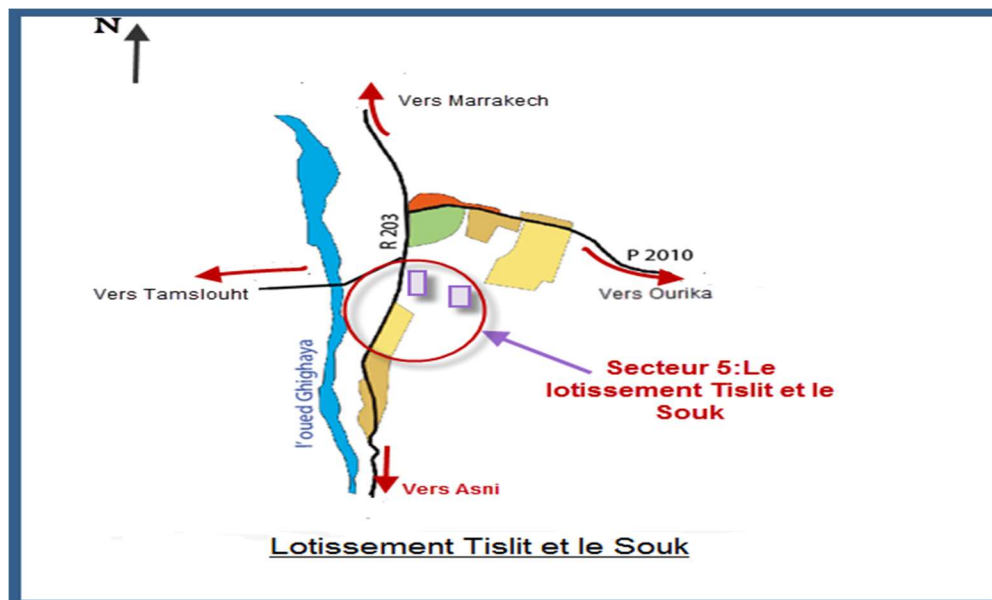 N
Vers Marrakech
R 203
P 2010
Vers Tamslouht
Vers Ourika
l'oued Ghighaya
Secteur 5:Le
lotissement Tislit et le
Souk
Vers Asni
Lotissement Tislit et le Souk